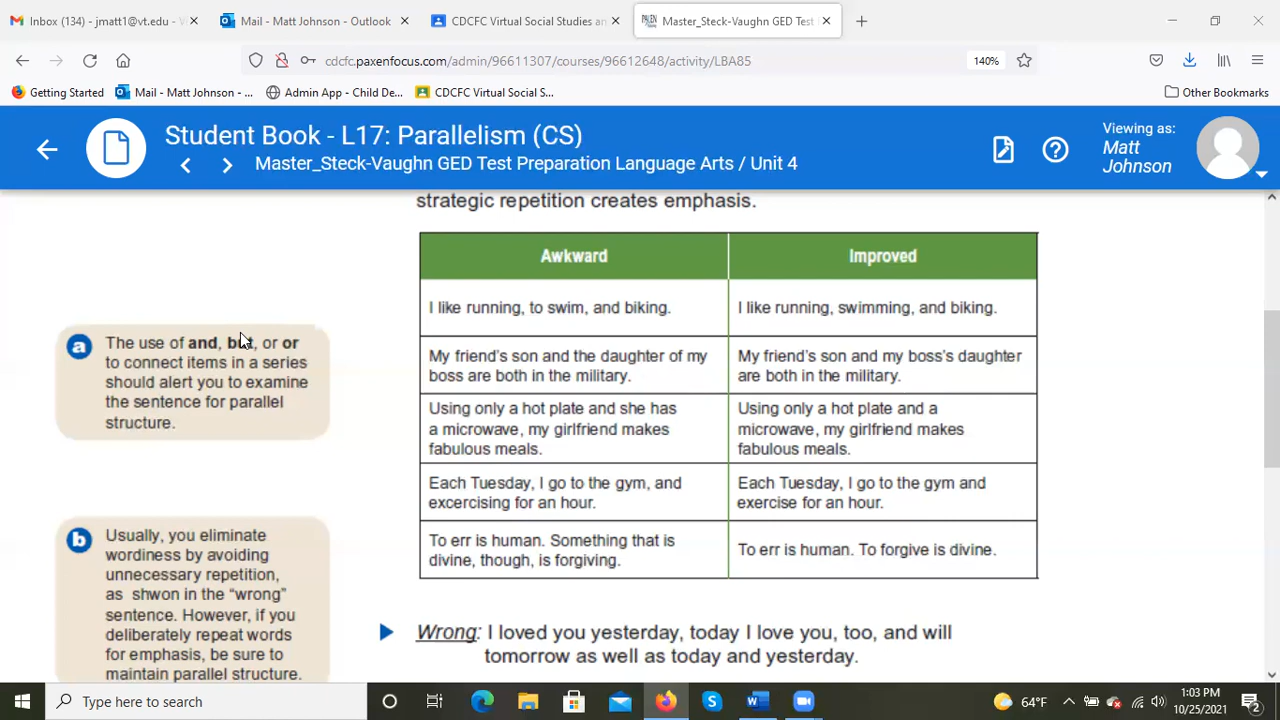 Inbox (134) - jmatt1@vt.edu -
Mail - Matt Johnson - Outlook
CDCFC Virtual Social Studies an
PAXEN
Master_Steck-Vaughn GED Test
cdcfc.paxenfocus.com/admin/96611307/courses/96612648/activity/LBA85
140%
Getting Started
Mail - Matt Johnson - ...
Admin App - Child De...
CDCFC Virtual Social S...
Other Bookmarks
Student Book - L17: Parallelism (CS)
Master_Steck-Vaughn GED Test Preparation Language Arts / Unit 4
Viewing as:
Matt
Johnson
strategic repetition creates emphasis.
Awkward
Improved
I like running, to swim, and biking.
I like running, swimming, and biking.
My friend's son and the daughter of my
boss are both in the military.
My friend's son and my boss's daughter
are both in the military.
Using only a hot plate and she has
a microwave, my girlfriend makes
fabulous meals.
Using only a hot plate and a
microwave, my girlfriend makes
fabulous meals.
Each Tuesday, I go to the gym, and
excercising for an hour.
Each Tuesday, I go to the gym and
exercise for an hour.
To err is human. Something that is
divine, though, is forgiving.
To err is human. To forgive is divine.
a
The use of and, but, or or
to connect items in a series
should alert you to examine
the sentence for parallel
structure.
b
Usually, you eliminate
wordiness by avoiding
unnecessary repetition,
as shwon in the "wrong"
sentence. However, if you
deliberately repeat words
for emphasis, be sure to
maintain parallel structure.
Wrong: I loved you yesterday, today I love you, too, and will
tomorrow as well as today and yesterday.
Type here to search
64°F
1:03 PM
10/25/2021
2